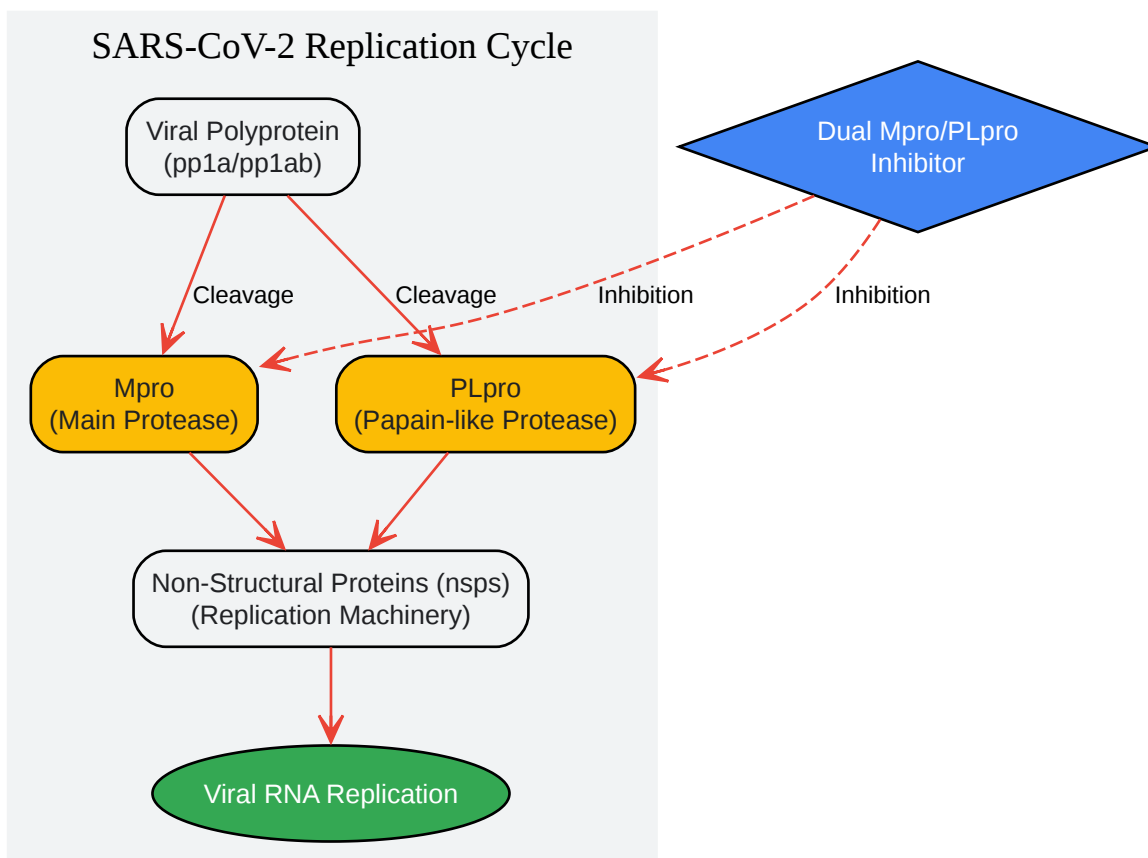 SARS-CoV-2 Replication Cycle
Viral Polyprotein
(pp1a/pp1ab)
Dual Mpro/PLpro
Inhibitor
Cleavage
Cleavage
Inhibition
Inhibition
Mpro
(Main Protease)
PLpro
(Papain-like Protease)
Non-Structural Proteins (nsps)
(Replication Machinery)
Viral RNA Replication